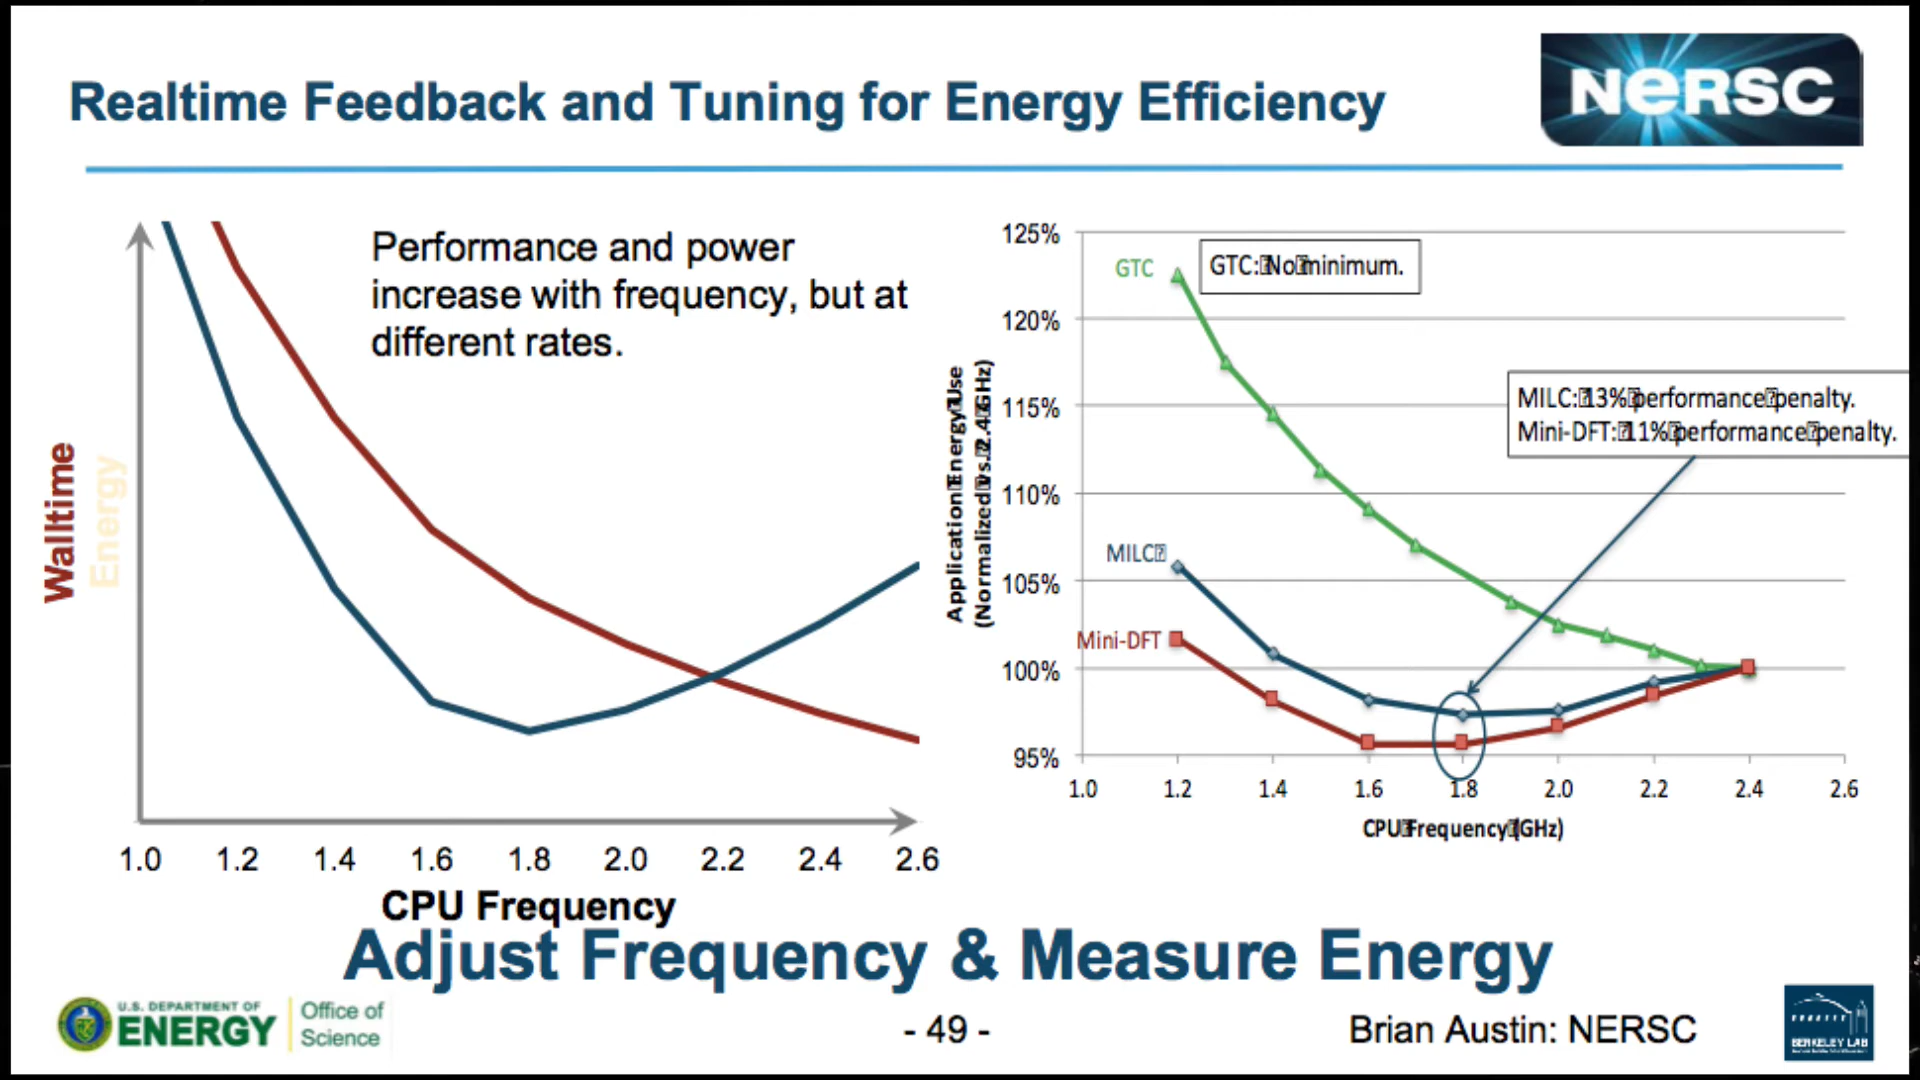 Realtime Feedback and Tuning for Energy Efficiency
NERSC
Performance and power
increase with frequency, but at
different rates.
Walltime
Energy
1.0 1.2 1.4 1.6 1.8 2.0 2.2 2.4 2.6
CPU Frequency
125%
120%
115%
110%
105%
100%
95%
Application Energy Use
(Normalized vs. 2.4 GHz)
GTC
GTC: No minimum.
MILC: 13% performance penalty.
Mini-DFT: 11% performance penalty.
MILC
Mini-DFT
1.0 1.2 1.4 1.6 1.8 2.0 2.2 2.4 2.6
CPU Frequency (GHz)
Adjust Frequency & Measure Energy
U.S. DEPARTMENT OF
ENERGY
Office of
Science
- 49 -
Brian Austin: NERSC
BERKELEY LAB